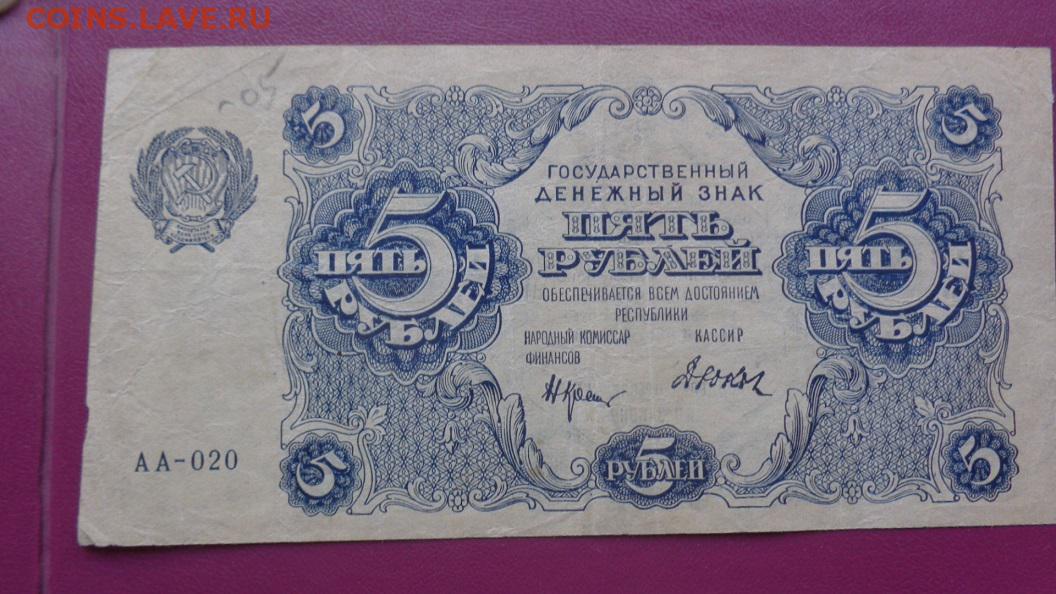 COINS.LAVE.RU
5
5
ГОСУДАРСТВЕННЫЙ
ДЕНЕЖНЫЙ ЗНАК
ПЯТЬ
РУБЛЕЙ
5
ПЯТЬ
РУБЛЕЙ
5
ПЯТЬ
РУБЛЕЙ
ОБЕСПЕЧИВАЕТСЯ ВСЕМ ДОСТОЯНИЕМ
РЕСПУБЛИКИ
НАРОДНЫЙ КОМИССАР
ФИНАНСОВ
КАССИР
АА-020
5
5
РУБЛЕЙ
5